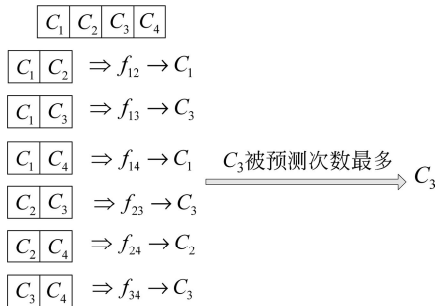 C₁ C₂ C₃ C₄
C₁ C₂ ⇒ f₁₂ → C₁
C₁ C₃ ⇒ f₁₃ → C₃
C₁ C₄ ⇒ f₁₄ → C₁
C₂ C₃ ⇒ f₂₃ → C₃
C₂ C₄ ⇒ f₂₄ → C₂
C₃ C₄ ⇒ f₃₄ → C₃
C₃被预测次数最多
C₃